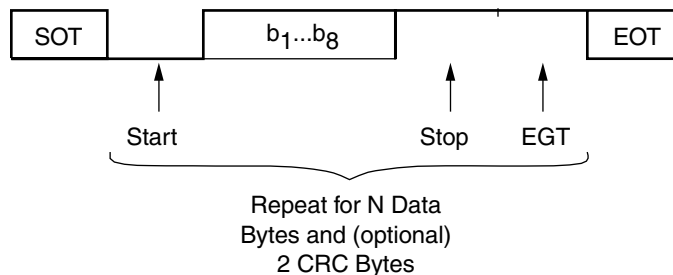 SOT b1...b8 EOT
Start Stop EGT
Repeat for N Data
Bytes and (optional)
2 CRC Bytes